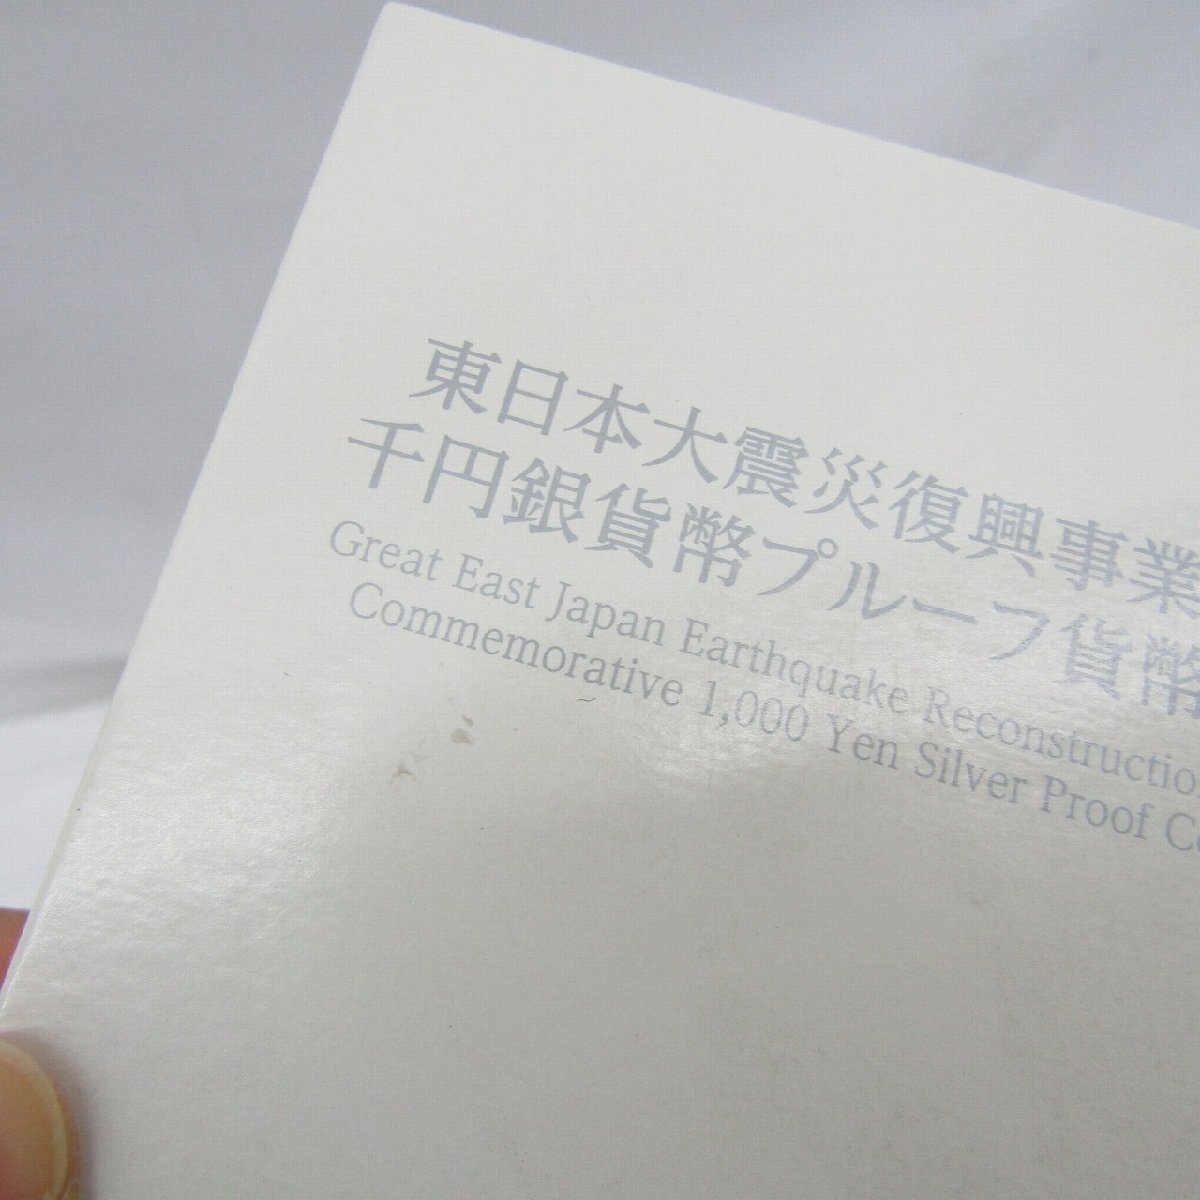 東日本大震災復興事業
千円銀貨幣プルーフ貨幣
Great East Japan Earthquake Reconstructio
Commemorative 1,000 Yen Silver Proof C